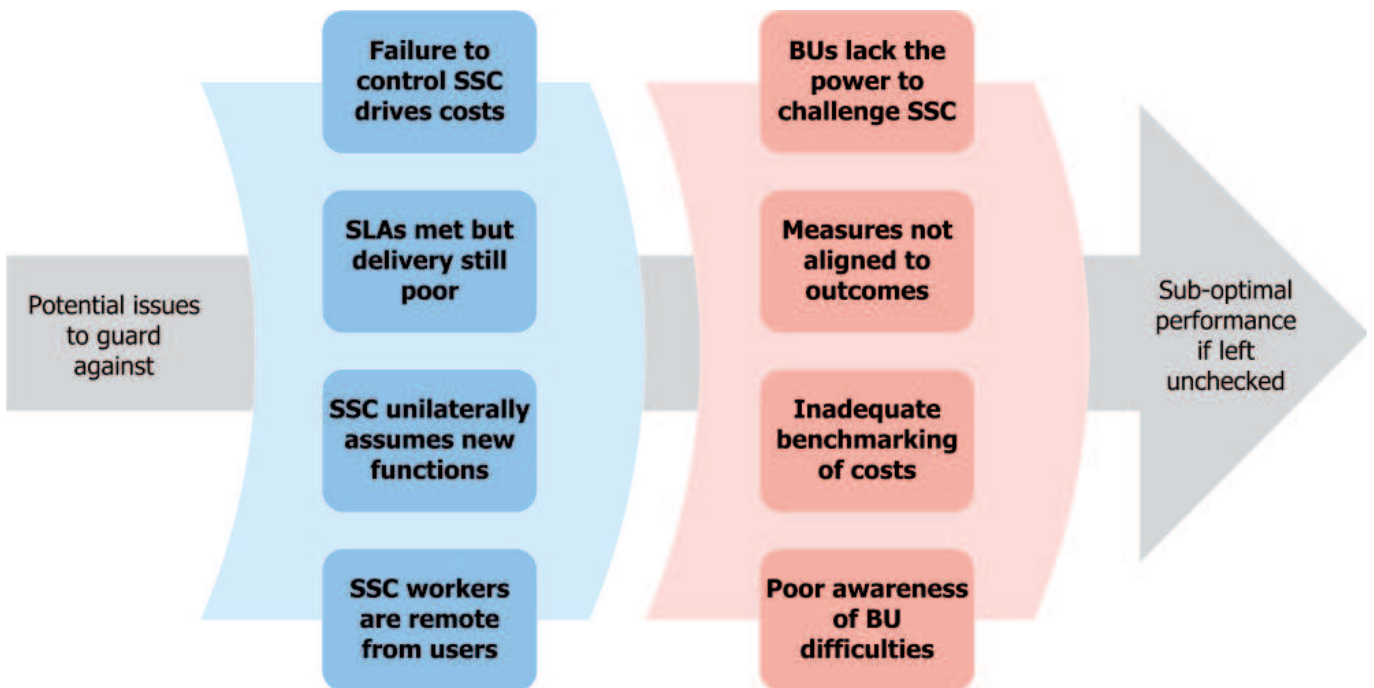 Potential issues
to guard
against
Failure to
control SSC
drives costs
SLAs met but
delivery still
poor
SSC unilaterally
assumes new
functions
SSC workers
are remote
from users
BUs lack the
power to
challenge SSC
Measures not
aligned to
outcomes
Inadequate
benchmarking
of costs
Poor awareness
of BU
difficulties
Sub-optimal
performance
if left
unchecked